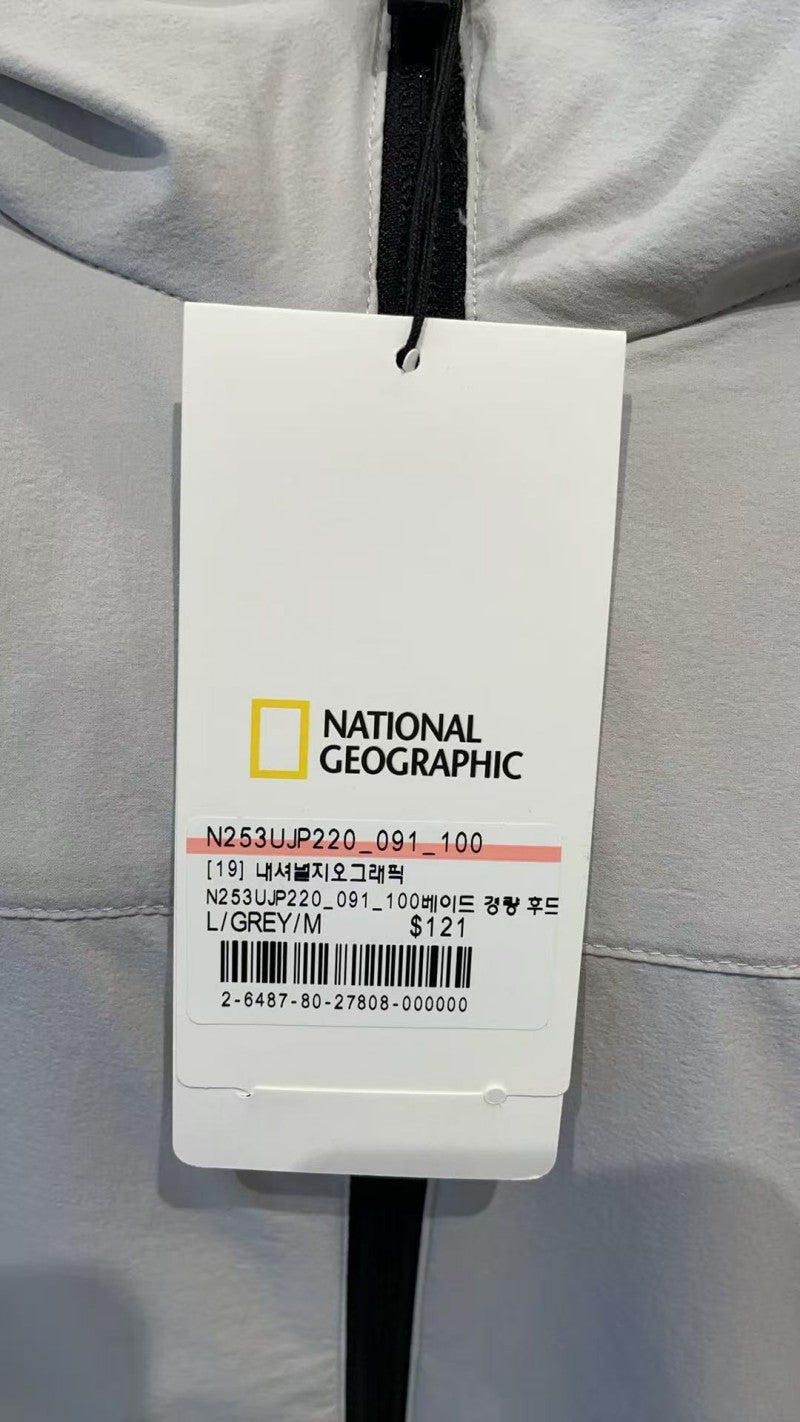 NATIONAL
GEOGRAPHIC
N253UJP220_091_100
[19] 내셔널지오그래픽
N253UJP220_091_100베이드 경량 후드
L/GREY/M $121
2-6487-80-27808-000000